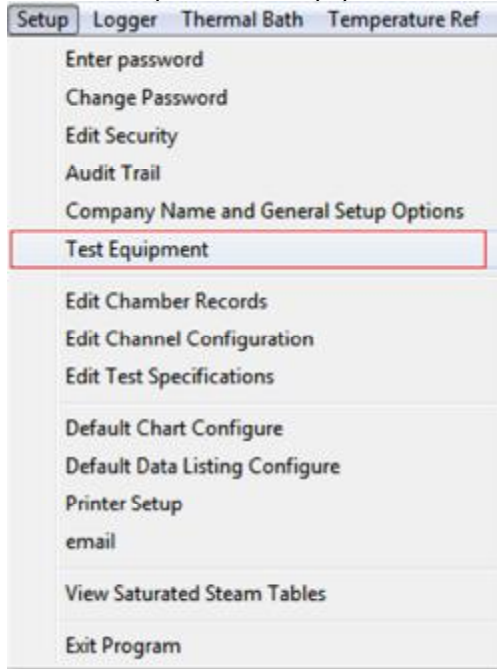 Setup Logger Thermal Bath Temperature Ref
Enter password
Change Password
Edit Security
Audit Trail
Company Name and General Setup Options
Test Equipment
Edit Chamber Records
Edit Channel Configuration
Edit Test Specifications
Default Chart Configure
Default Data Listing Configure
Printer Setup
email
View Saturated Steam Tables
Exit Program